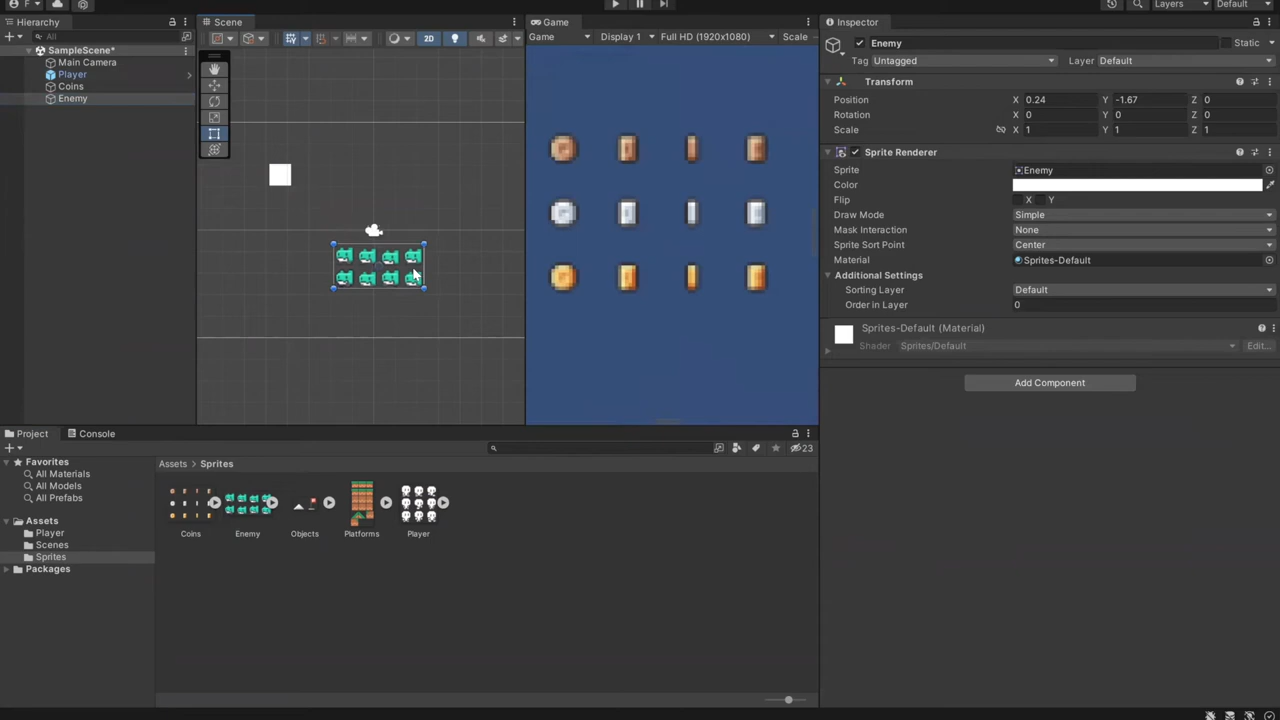 F
Layers
Default
Hierarchy
Scene
Game
Inspector
All
2D
Game
Display 1
Full HD (1920x1080)
Scale
Enemy
Static
SampleScene*
Main Camera
Player
Coins
Enemy
Tag
Untagged
Layer
Default
Transform
Position
X
0.24
Y
-1.67
Z
0
Rotation
X
0
Y
0
Z
0
Scale
X
1
Y
1
Z
1
Sprite Renderer
Sprite
Enemy
Color
Flip
X
Y
Draw Mode
Simple
Mask Interaction
None
Sprite Sort Point
Center
Material
Sprites-Default
Additional Settings
Sorting Layer
Default
Order in Layer
0
Sprites-Default (Material)
Shader
Sprites/Default
Edit...
Add Component
Project
Console
23
Favorites
All Materials
All Models
All Prefabs
Assets
Player
Scenes
Sprites
Packages
Assets > Sprites
Coins
Enemy
Objects
Platforms
Player